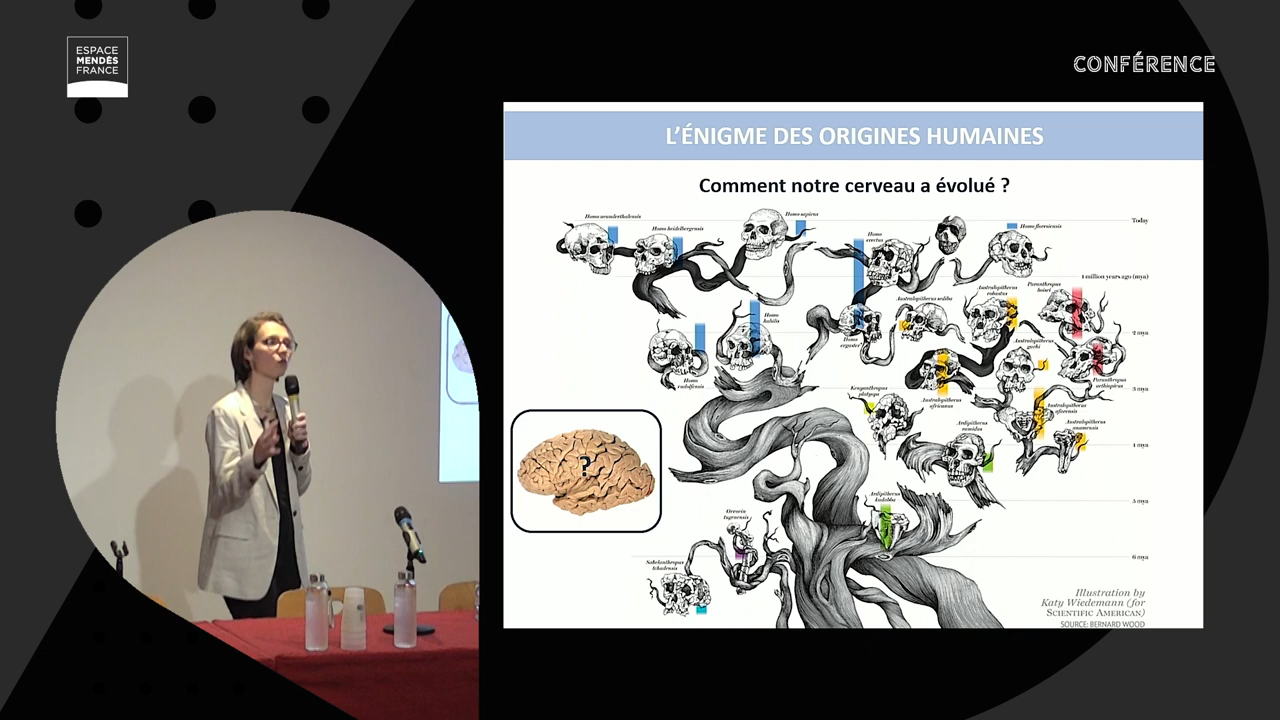 ESPACE
MENDÈS
FRANCE
CONFÉRENCE
L'ÉNIGME DES ORIGINES HUMAINES
Comment notre cerveau a évolué ?
Homo neanderthalensis
Homo heidelbergensis
Homo sapiens
Homo
erectus
Homo floresiensis
Today
1 million years ago (mya)
Homo
habilis
Homo
rudolfensis
Homo
ergaster
Australopithecus sediba
Australopithecus
robustus
Paranthropus
boisei
2 mya
Australopithecus
garhi
Paranthropus
aethiopicus
3 mya
Australopithecus
africanus
Kenyanthropus
platyops
Australopithecus
afarensis
Australopithecus
anamensis
Ardipithecus
ramidus
4 mya
?
Ardipithecus
kadabba
5 mya
Orrorin
tugenensis
6 mya
Sahelanthropus
tchadensis
Illustration by
Katy Wiedemann (for
SCIENTIFIC AMERICAN)
SOURCE: BERNARD WOOD